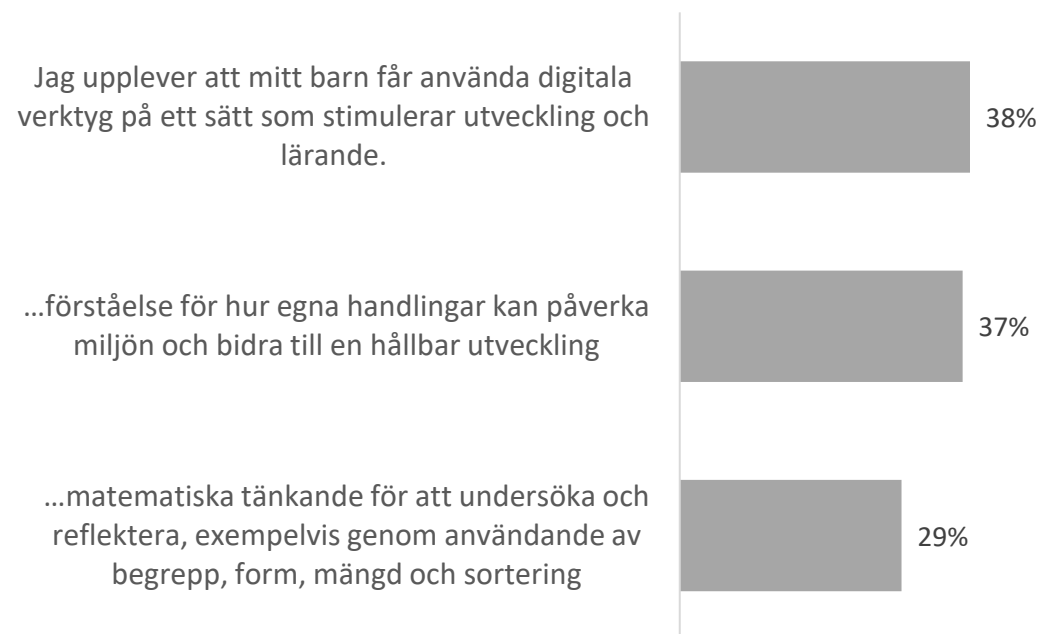 Jag upplever att mitt barn får använda digitala
verktyg på ett sätt som stimulerar utveckling och
lärande.
38%
…förståelse för hur egna handlingar kan påverka
miljön och bidra till en hållbar utveckling
37%
…matematiska tänkande för att undersöka och
reflektera, exempelvis genom användande av
begrepp, form, mängd och sortering
29%